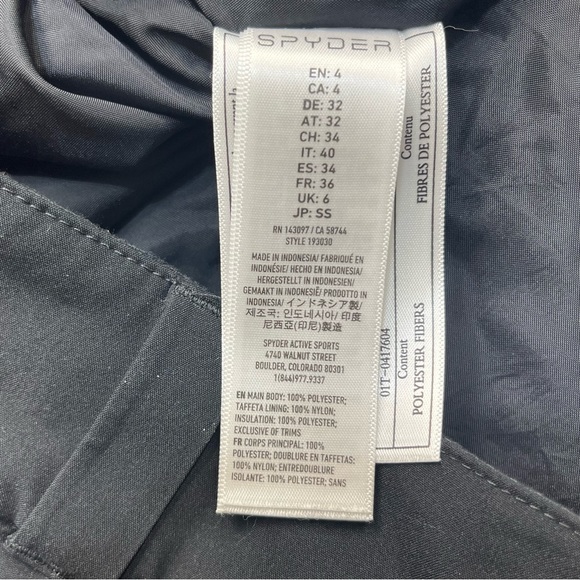 SPYDER
EN: 4
CA: 4
DE: 32
AT: 32
CH: 34
IT: 40
ES: 34
FR: 36
UK: 6
JP: SS
RN 143097 / CA 58744
STYLE 193030
MADE IN INDONESIA/ FABRIQUÉ EN
INDONÉSIE/ HECHO EN INDONESIA/
HERGESTELLT IN INDONESIEN/
GEMAAKT IN INDONESIË/ PRODOTTO IN
INDONESIA/ インドネシア製/
제조국: 인도네시아/ 印度
尼西亞(印尼)製造
SPYDER ACTIVE SPORTS
4740 WALNUT STREET
BOULDER, COLORADO 80301
1(844)977.9337
EN MAIN BODY: 100% POLYESTER;
TAFFETA LINING: 100% NYLON;
INSULATION: 100% POLYESTER;
EXCLUSIVE OF TRIMS
FR CORPS PRINCIPAL: 100%
POLYESTER; DOUBLURE EN TAFFETAS:
100% NYLON; ENTREDOUBLURE
ISOLANTE: 100% POLYESTER; SANS
Contenu
FIBRES DE POLYESTER
01T-0417604
Content
POLYESTER FIBERS